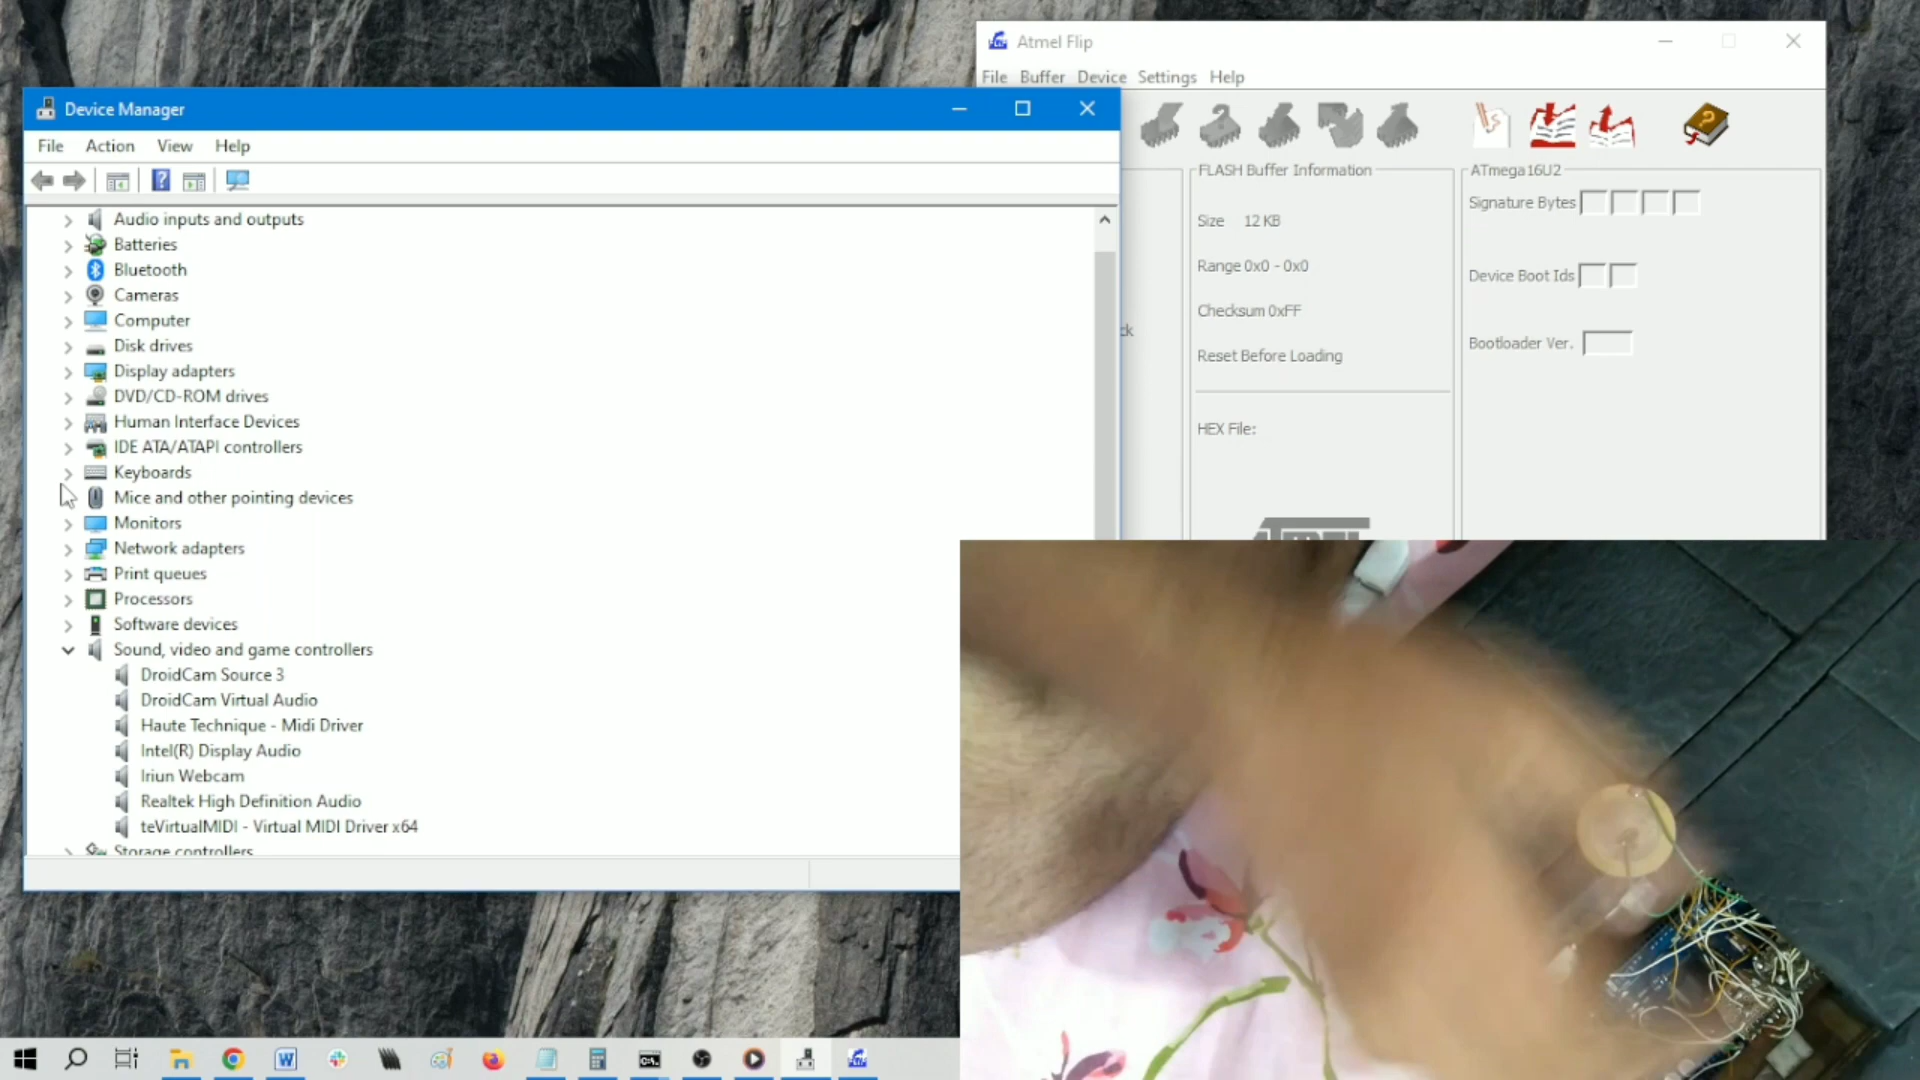 Atmel Flip
File Buffer Device Settings Help
Device Manager
File Action View Help
Audio inputs and outputs
Batteries
Bluetooth
Cameras
Computer
Disk drives
Display adapters
DVD/CD-ROM drives
Human Interface Devices
IDE ATA/ATAPI controllers
Keyboards
Mice and other pointing devices
Monitors
Network adapters
Print queues
Processors
Software devices
Sound, video and game controllers
DroidCam Source 3
DroidCam Virtual Audio
Haute Technique - Midi Driver
Intel(R) Display Audio
Iriun Webcam
Realtek High Definition Audio
teVirtualMIDI - Virtual MIDI Driver x64
Storage controllers
ck
FLASH Buffer Information
Size 12 KB
Range 0x0 - 0x0
Checksum 0xFF
Reset Before Loading
HEX File:
ATMEL
ATmega16U2
Signature Bytes
Device Boot Ids
Bootloader Ver.